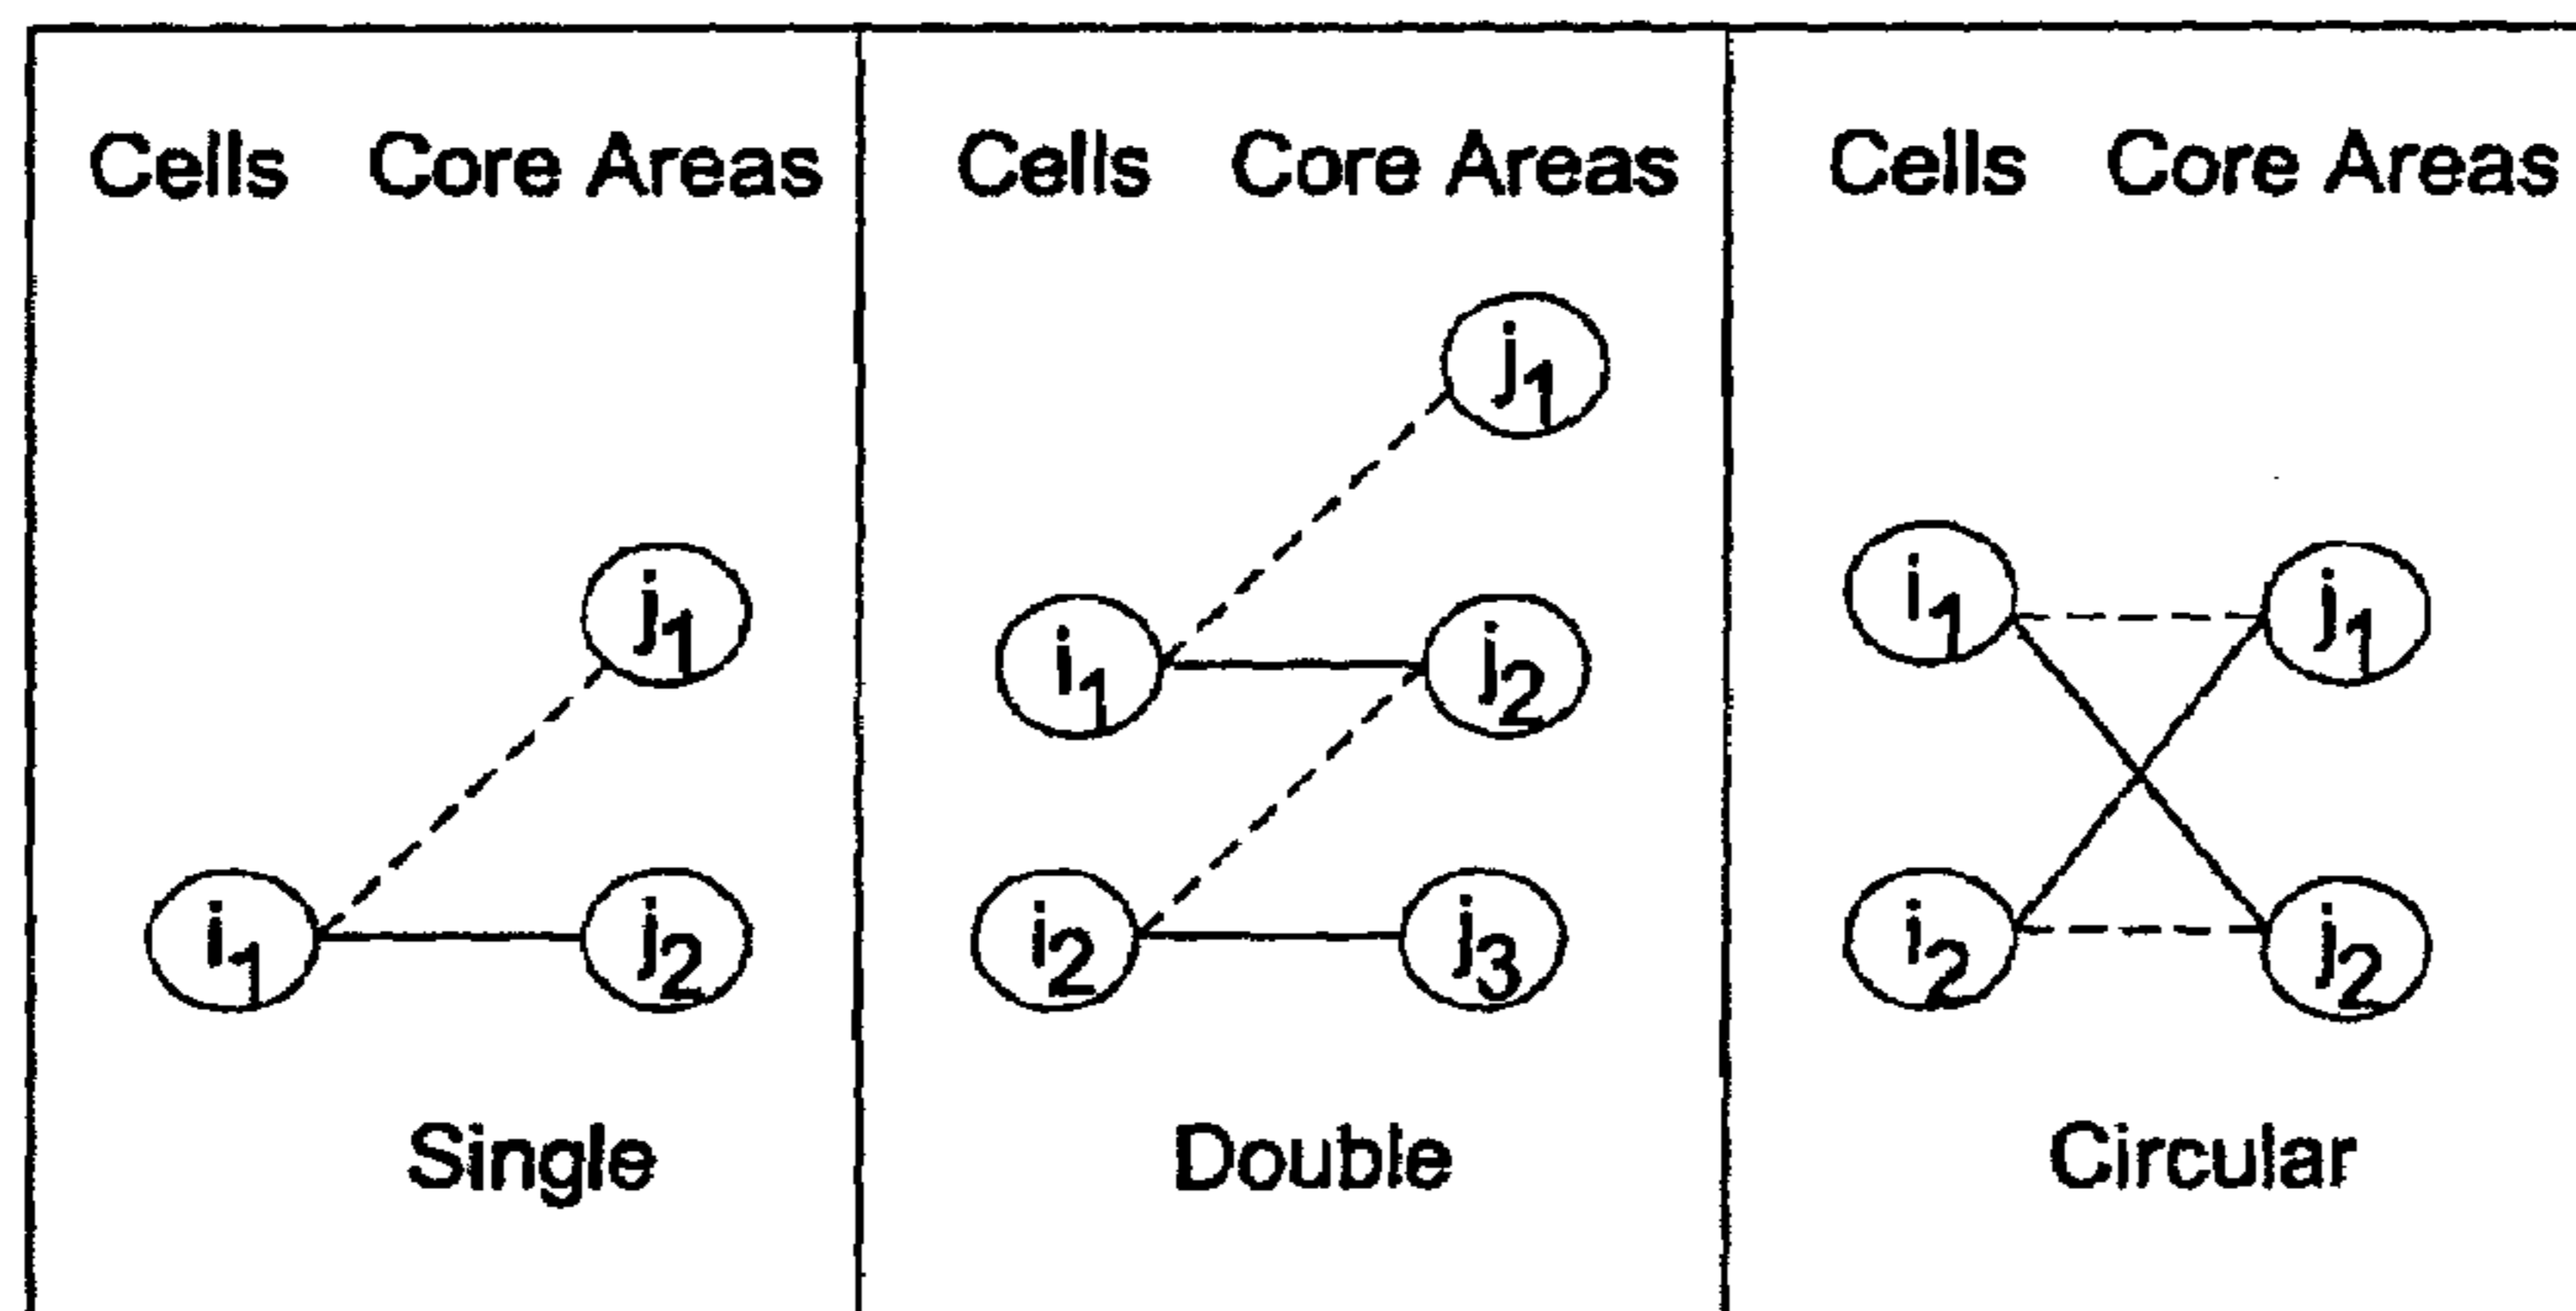 Cells Core Areas
j1
i1 j2
Single
Cells Core Areas
j1
i1 j2
i2 j3
Double
Cells Core Areas
i1 j1
i2 j2
Circular